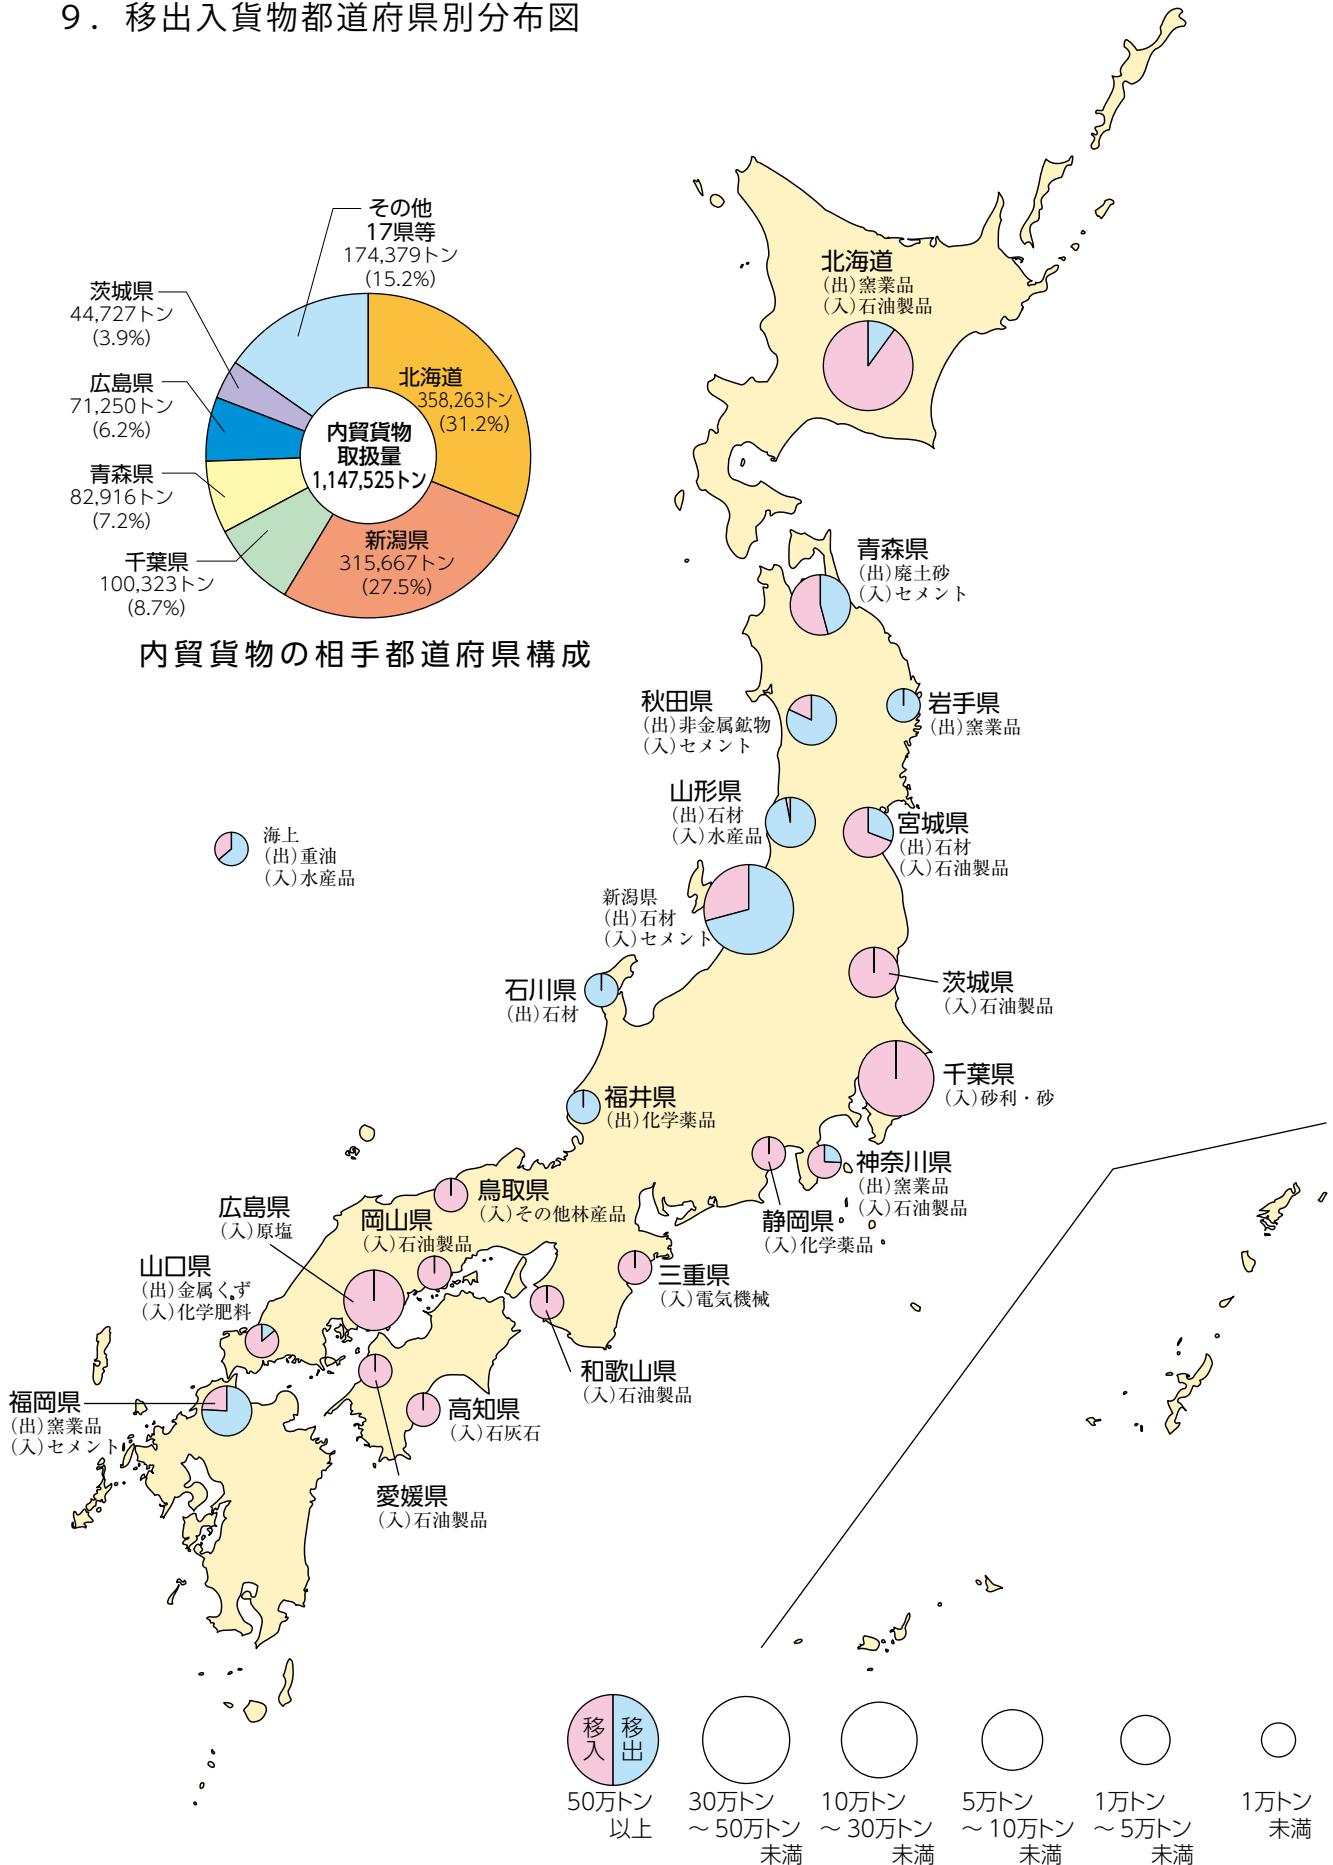 ９．移出入貨物都道府県別分布図
その他
17県等
174,379トン
(15.2%)
茨城県
44,727トン
(3.9%)
広島県
71,250トン
(6.2%)
青森県
82,916トン
(7.2%)
千葉県
100,323トン
(8.7%)
北海道
358,263トン
(31.2%)
新潟県
315,667トン
(27.5%)
内貿貨物
取扱量
1,147,525トン
内貿貨物の相手都道府県構成
北海道
(出)窯業品
(入)石油製品
青森県
(出)廃土砂
(入)セメント
秋田県
(出)非金属鉱物
(入)セメント
岩手県
(出)窯業品
山形県
(出)石材
(入)水産品
宮城県
(出)石材
(入)石油製品
海上
(出)重油
(入)水産品
新潟県
(出)石材
(入)セメント
石川県
(出)石材
茨城県
(入)石油製品
千葉県
(入)砂利・砂
福井県
(出)化学薬品
神奈川県
(出)窯業品
(入)石油製品
静岡県
(入)化学薬品
鳥取県
(入)その他林産品
広島県
(入)原塩
岡山県
(入)石油製品
山口県
(出)金属くず
(入)化学肥料
三重県
(入)電気機械
和歌山県
(入)石油製品
福岡県
(出)窯業品
(入)セメント
高知県
(入)石灰石
愛媛県
(入)石油製品
移入
移出
50万トン
以上
30万トン
～50万トン
未満
10万トン
～30万トン
未満
5万トン
～10万トン
未満
1万トン
～5万トン
未満
1万トン
未満